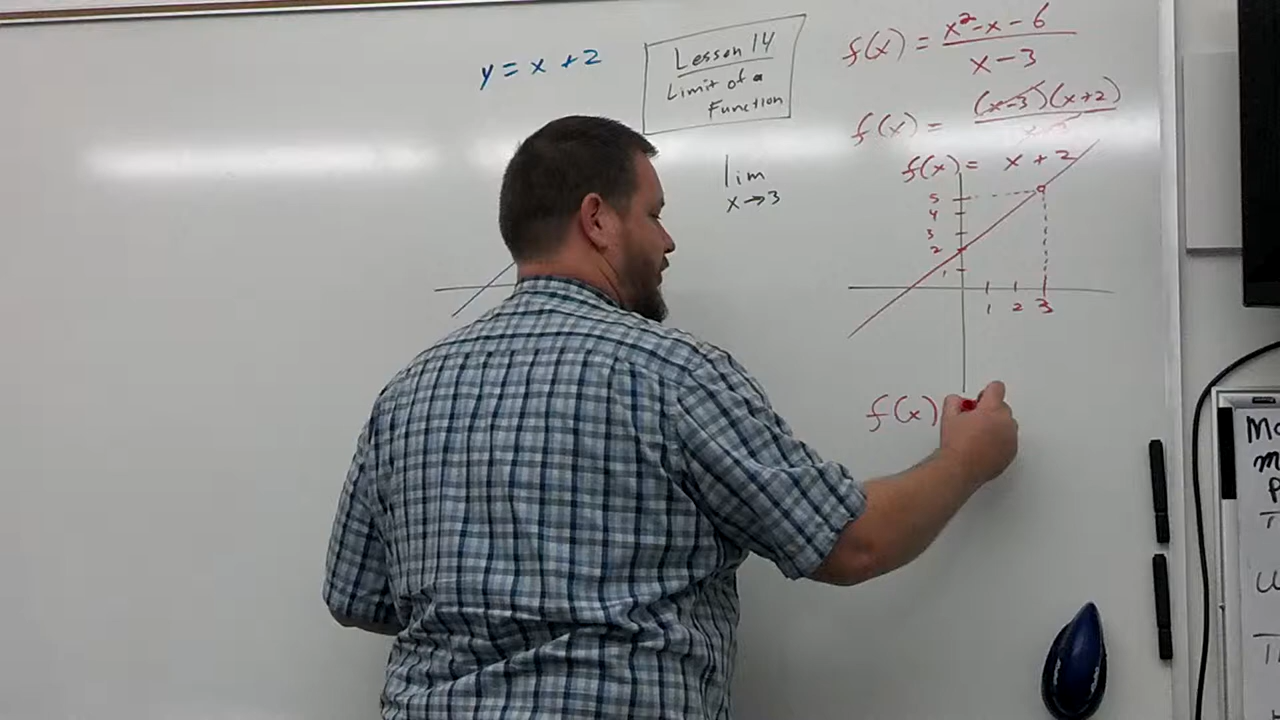 y = x + 2
Lesson 14
Limit of a
Function
lim
x→3
f(x) = x²-x-6
x-3
f(x) = (x-3)(x+2)
f(x) = x+2
5
4
3
2
1
1 2 3
f(x)